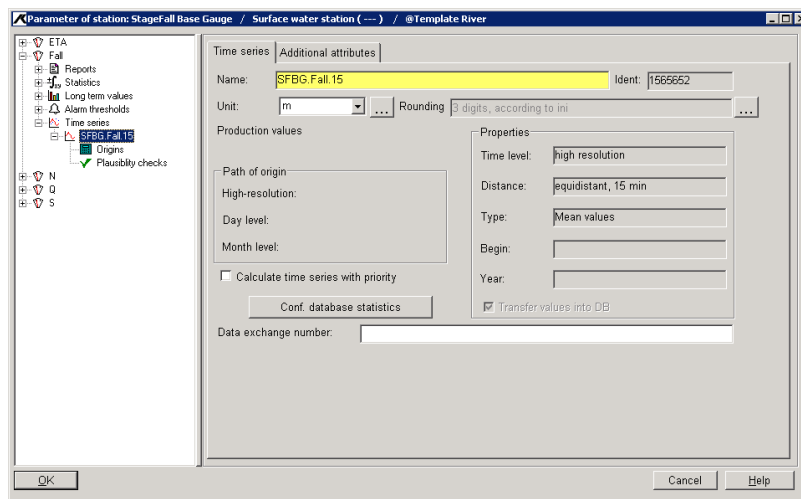 Parameter of station: StageFall Base Gauge / Surface water station ( --- ) / @Template River
ETA
Fall
Reports
Statistics
Long term values
Alarm thresholds
Time series
SFBG.Fall.15
Origins
Plausiblity checks
N
Q
S
Time series
Additional attributes
Name: SFBG.Fall.15 Ident: 1565652
Unit: m ... Rounding 3 digits, according to ini ...
Production values
Properties
Time level: high resolution
Path of origin
High-resolution:
Distance: equidistant, 15 min
Day level:
Type: Mean values
Month level:
Begin:
Calculate time series with priority
Year:
Conf. database statistics
Transfer values into DB
Data exchange number:
OK Cancel Help